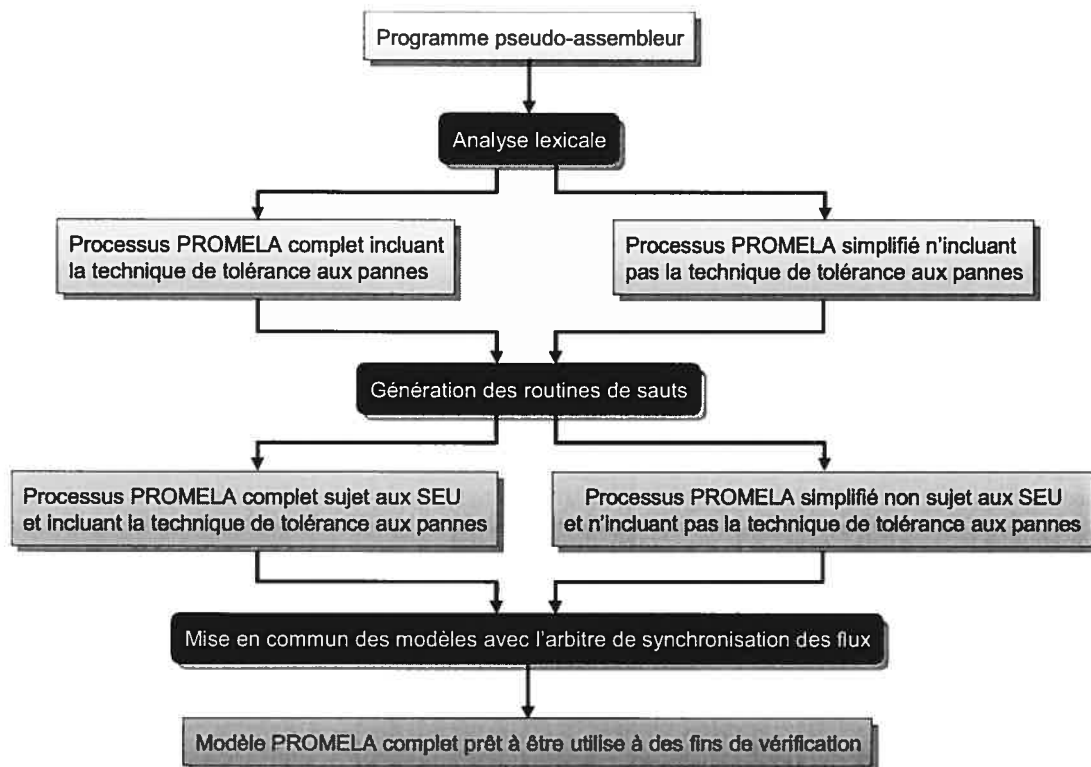 Programme pseudo-assembleur
Analyse lexicale
Processus PROMELA complet incluant
la technique de tolérance aux pannes
Processus PROMELA simplifié n'incluant
pas la technique de tolérance aux pannes
Génération des routines de sauts
Processus PROMELA complet sujet aux SEU
et incluant la technique de tolérance aux pannes
Processus PROMELA simplifié non sujet aux SEU
et n'incluant pas la technique de tolérance aux pannes
Mise en commun des modèles avec l'arbitre de synchronisation des flux
Modèle PROMELA complet prêt à être utilise à des fins de vérification